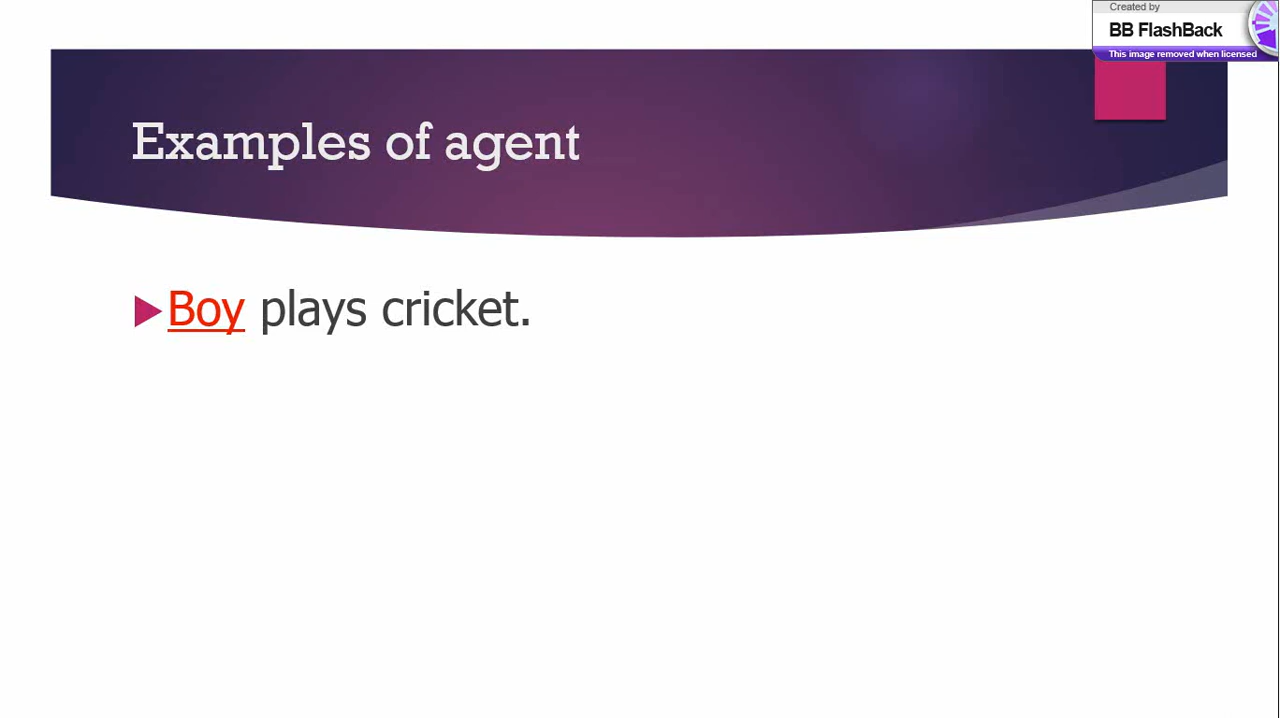 Created by
BB FlashBack
This image removed when licensed
Examples of agent
Boy plays cricket.